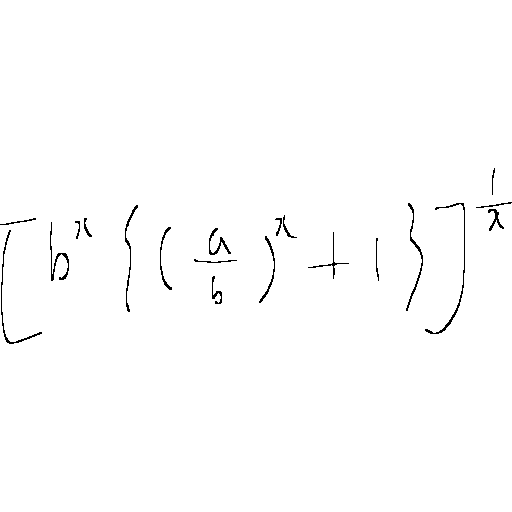 [b^x {(a/b)^x + 1}]^{1/x}